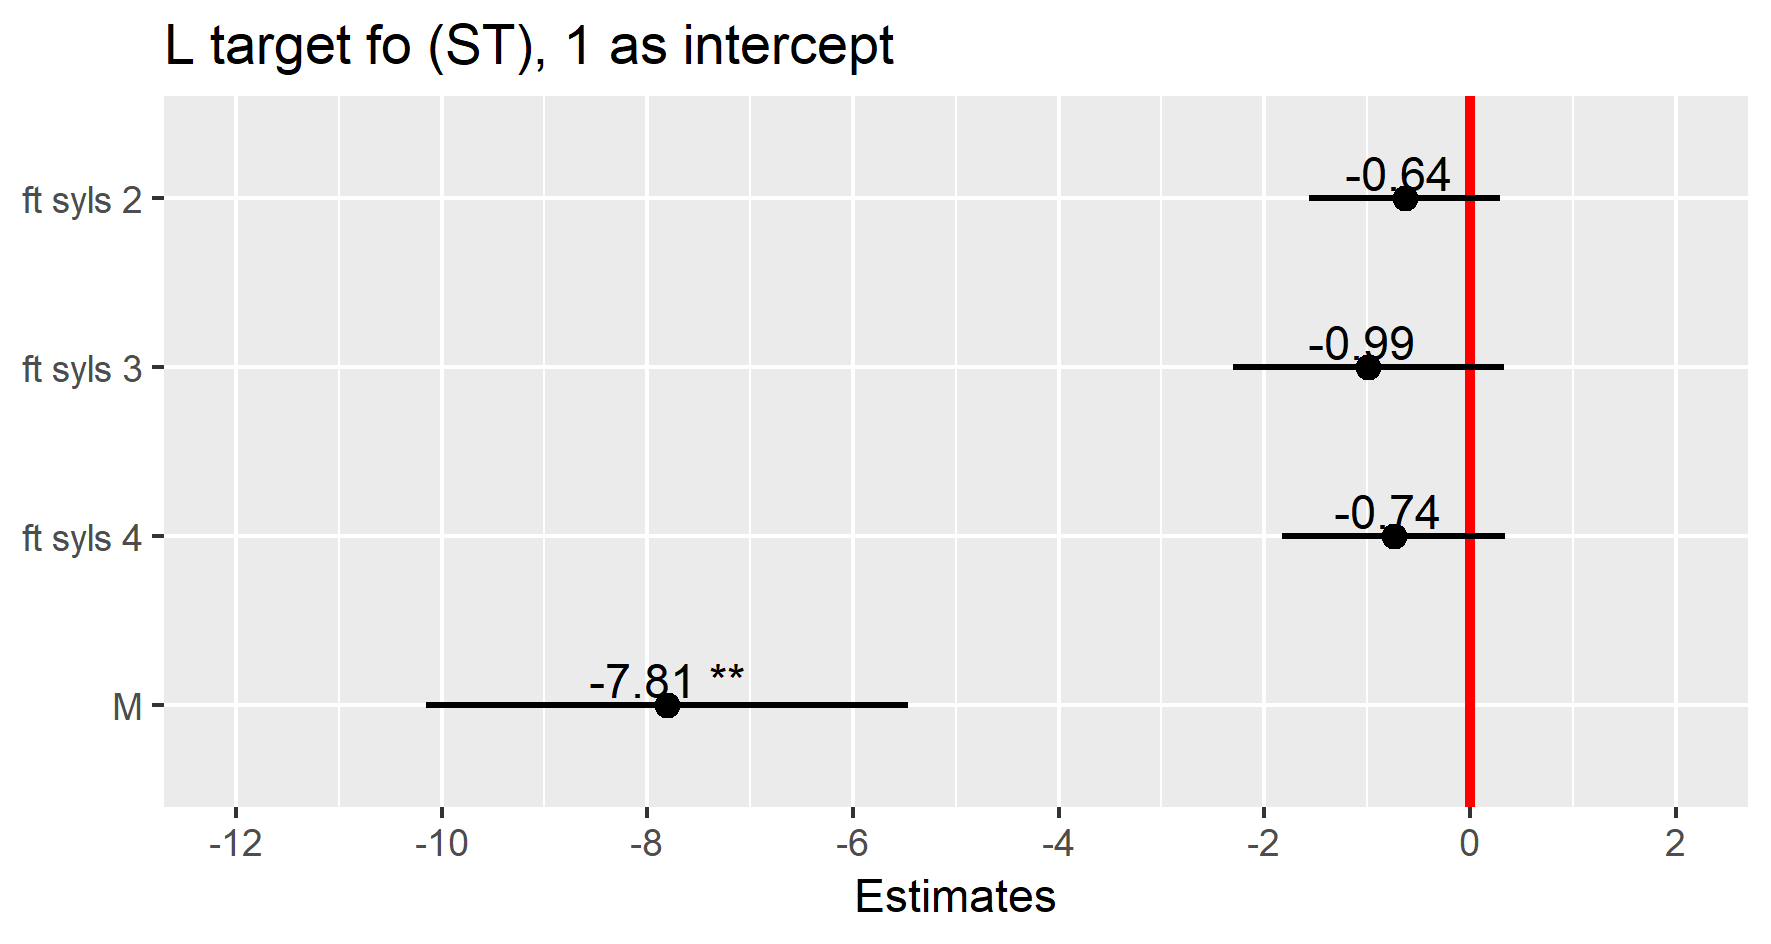 L target fo (ST), 1 as intercept
ft syls 2
-0.64
ft syls 3
-0.99
ft syls 4
-0.74
M
-7.81 **
-12 -10 -8 -6 -4 -2 0 2
Estimates